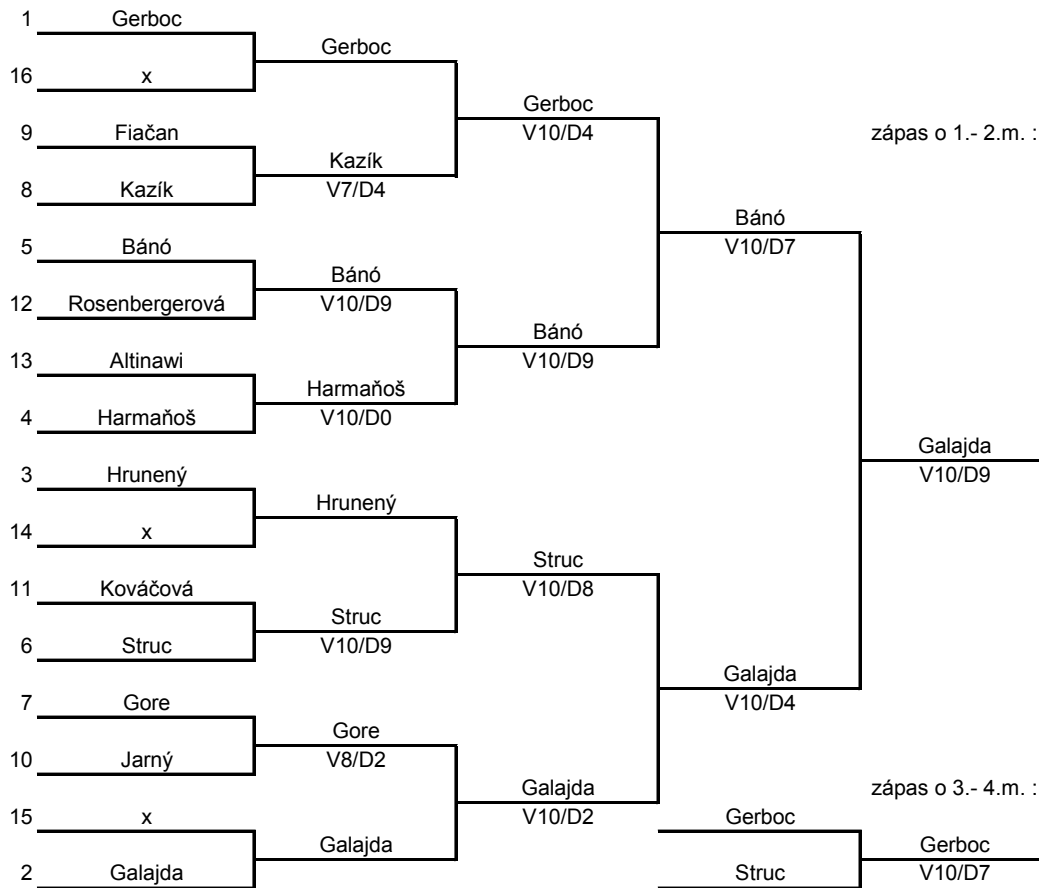 1 Gerboc
Gerboc
16 x
Gerboc
V10/D4
9 Fiačan
zápas o 1.- 2.m. :
Kazík
V7/D4
8 Kazík
Bánó
V10/D7
5 Bánó
Bánó
V10/D9
12 Rosenbergerová
Bánó
V10/D9
13 Altinawi
Harmaňoš
V10/D0
4 Harmaňoš
Galajda
V10/D9
3 Hrunený
Hrunený
14 x
Struc
V10/D8
11 Kováčová
Struc
V10/D9
6 Struc
Galajda
V10/D4
7 Gore
Gore
V8/D2
10 Jarný
Galajda
V10/D2
zápas o 3.- 4.m. :
15 x
Gerboc
Galajda
Gerboc
V10/D7
2 Galajda
Struc